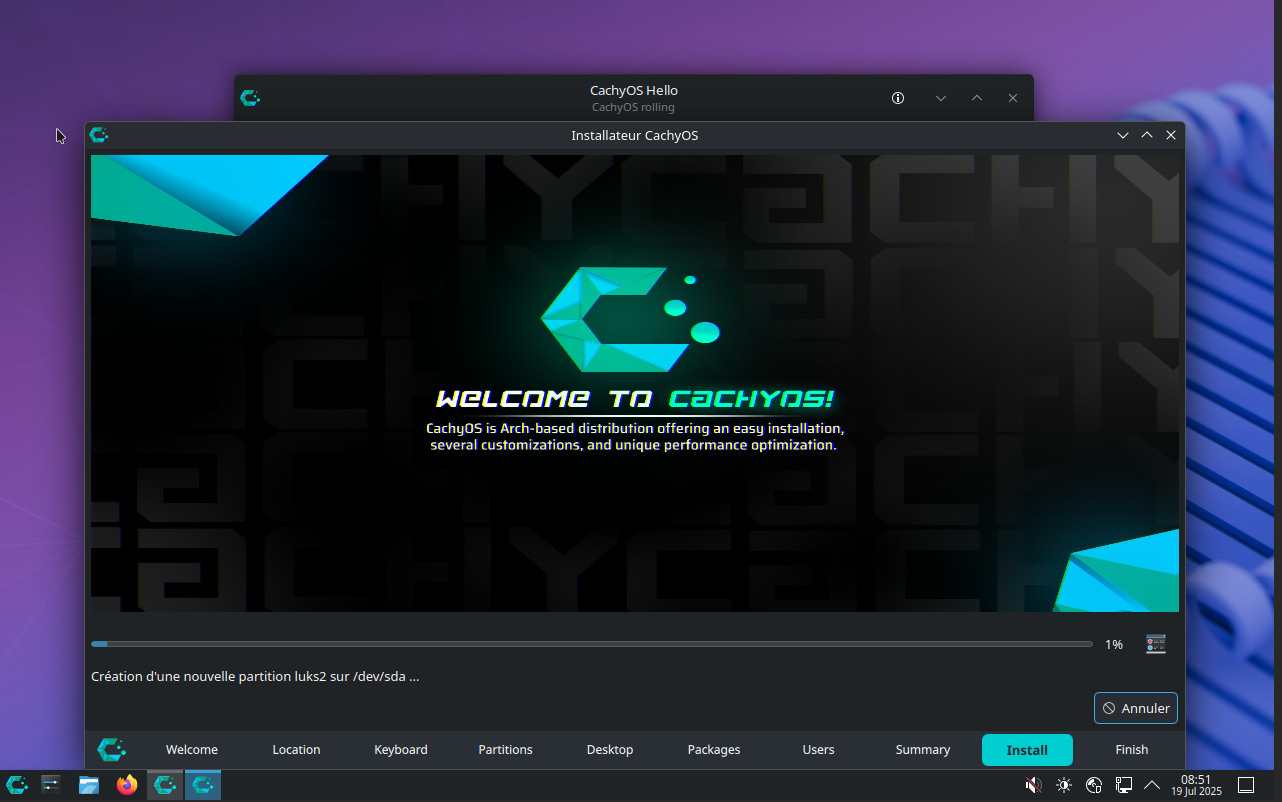 CachyOS Hello
CachyOS rolling
Installateur CachyOS
WELCOME TO CACHYOS!
CachyOS is Arch-based distribution offering an easy installation,
several customizations, and unique performance optimization.
1%
Création d'une nouvelle partition luks2 sur /dev/sda ...
Annuler
Welcome
Location
Keyboard
Partitions
Desktop
Packages
Users
Summary
Install
Finish
08:51
19 Jul 2025